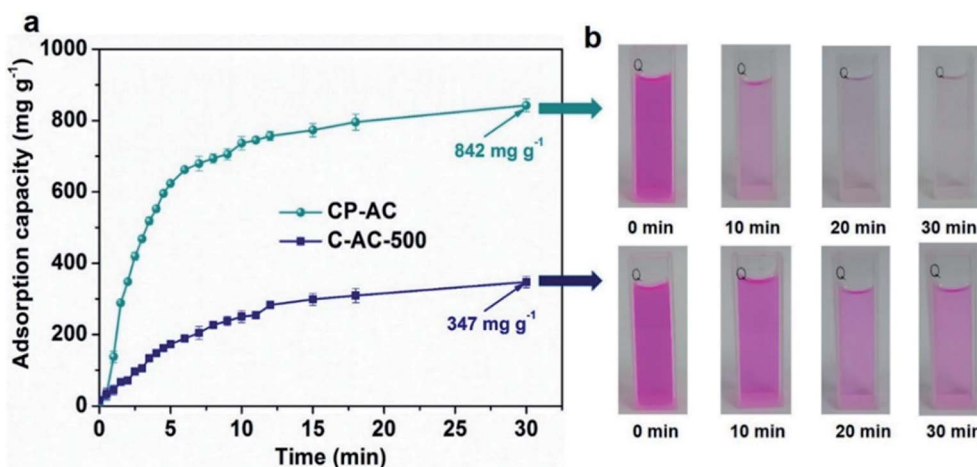 a
b
1000
800
600
400
200
0
Adsorption capacity (mg g-1)
0 5 10 15 20 25 30
Time (min)
CP-AC
C-AC-500
842 mg g-1
347 mg g-1
Q Q Q Q
0 min 10 min 20 min 30 min
Q Q Q Q
0 min 10 min 20 min 30 min